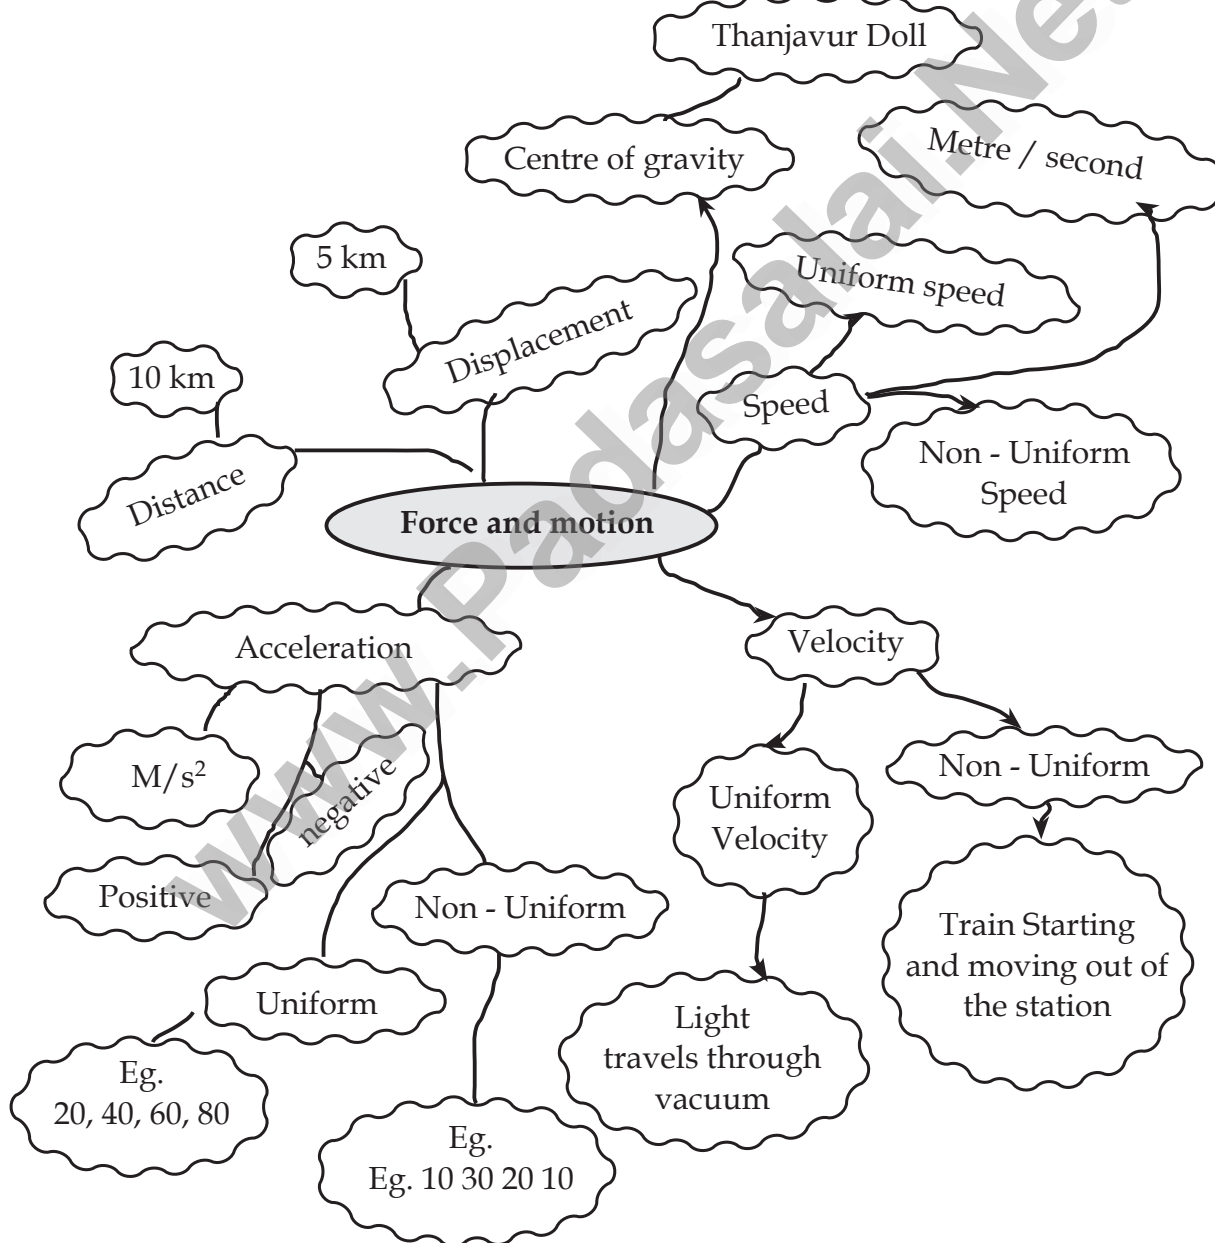 Thanjavur Doll
Centre of gravity
Metre / second
5 km
Uniform speed
Displacement
10 km
Speed
Distance
Non - Uniform
Speed
Force and motion
Acceleration
Velocity
M/s²
negative
Positive
Non - Uniform
Uniform
Eg.
20, 40, 60, 80
Eg.
Eg. 10 30 20 10
Uniform
Velocity
Light
travels through
vacuum
Non - Uniform
Train Starting
and moving out of
the station
www.Padasalai.Ne